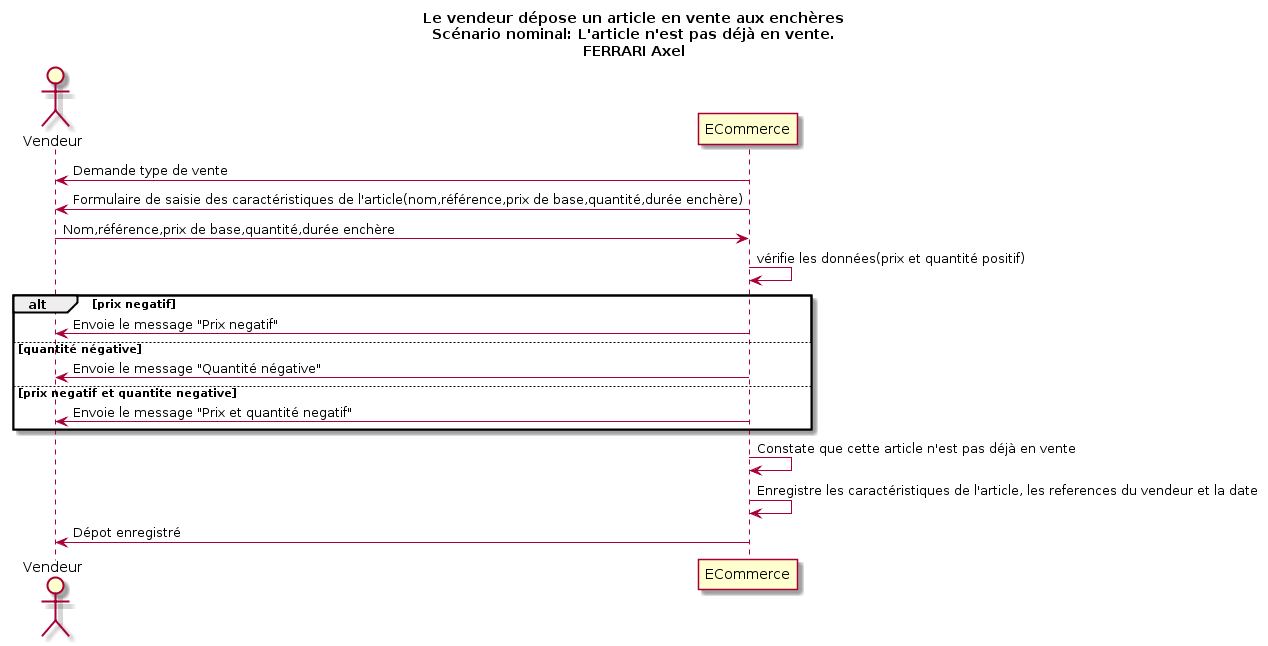 Le vendeur dépose un article en vente aux enchères
Scénario nominal: L'article n'est pas déjà en vente.
FERRARI Axel
Vendeur
ECommerce
Demande type de vente
Formulaire de saisie des caractéristiques de l'article(nom,référence,prix de base,quantité,durée enchère)
Nom,référence,prix de base,quantité,durée enchère
vérifie les données(prix et quantité positif)
alt [prix negatif]
Envoie le message "Prix negatif"
[quantité négative]
Envoie le message "Quantité négative"
[prix negatif et quantite negative]
Envoie le message "Prix et quantité negatif"
Constate que cette article n'est pas déjà en vente
Enregistre les caractéristiques de l'article, les references du vendeur et la date
Dépot enregistré
Vendeur
ECommerce